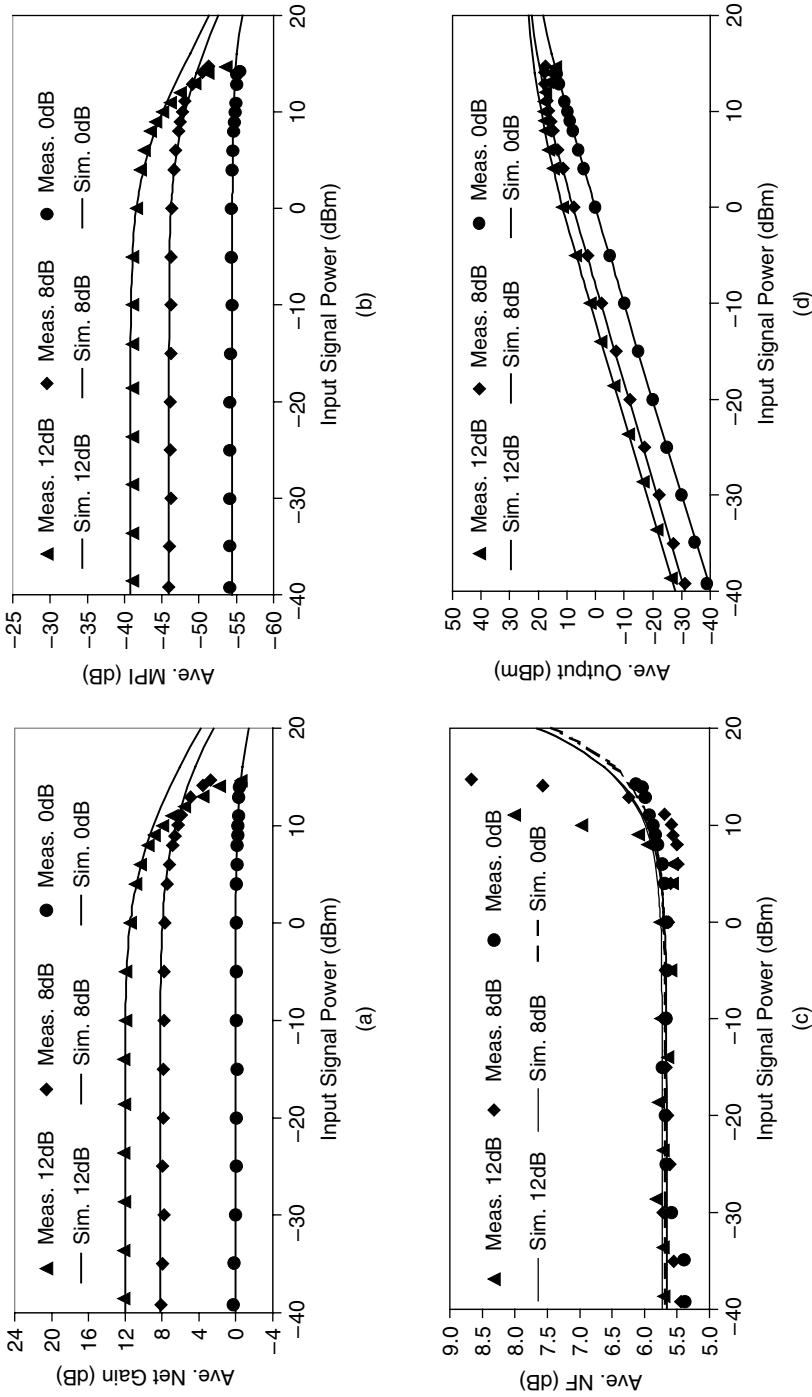 24
20
16
12
8
4
0
−4
Ave. Net Gain (dB)
Meas. 12dB Meas. 8dB Meas. 0dB
Sim. 12dB Sim. 8dB Sim. 0dB
−40 −30 −20 −10 0 10 20
Input Signal Power (dBm)
(a)
−25
−30
−35
−40
−45
−50
−55
−60
Ave. MPI (dB)
Meas. 12dB Meas. 8dB Meas. 0dB
Sim. 12dB Sim. 8dB Sim. 0dB
−40 −30 −20 −10 0 10 20
Input Signal Power (dBm)
(b)
9.0
8.5
8.0
7.5
7.0
6.5
6.0
5.5
5.0
Ave. NF (dB)
Meas. 12dB Meas. 8dB Meas. 0dB
Sim. 12dB Sim. 8dB Sim. 0dB
−40 −30 −20 −10 0 10 20
Input Signal Power (dBm)
(c)
50
40
30
20
10
0
−10
−20
−30
−40
Ave. Output (dBm)
Meas. 12dB Meas. 8dB Meas. 0dB
Sim. 12dB Sim. 8dB Sim. 0dB
−40 −30 −20 −10 0 10 20
Input Signal Power (dBm)
(d)